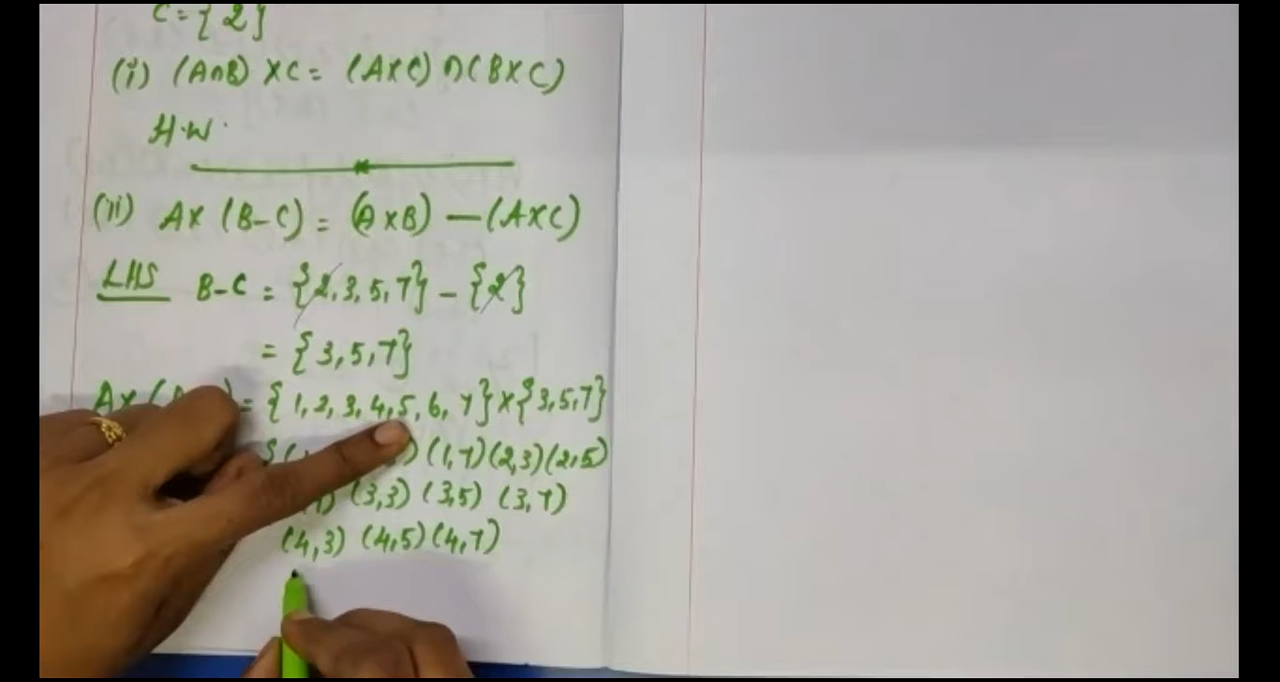 C = { 2 }
(i) (A∩B) × C = (A×C) ∩ (B×C)
H.W.
(ii) A× (B–C) = (A×B) — (A×C)
LHS B–C = {2, 3, 5, 7} – {2}
= {3, 5, 7}
A× = { 1, 2, 3, 4, 5, 6, 7} × {3, 5, 7}
(1,7) (2,3) (2,5)
(3,3) (3,5) (3,7)
(4,3) (4,5) (4,7)